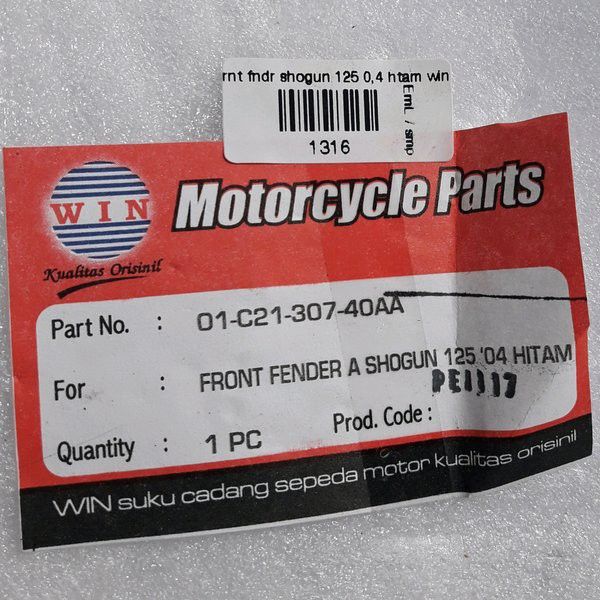 rnt fndr shogun 125 0,4 htam win
EmL / smp
1316
WIN
Motorcycle Parts
Kualitas Orisinil
Part No. : 01-C21-307-40AA
For : FRONT FENDER A SHOGUN 125 '04 HITAM
Quantity : 1 PC
Prod. Code :
WIN suku cadang sepeda motor kualitas orisinil